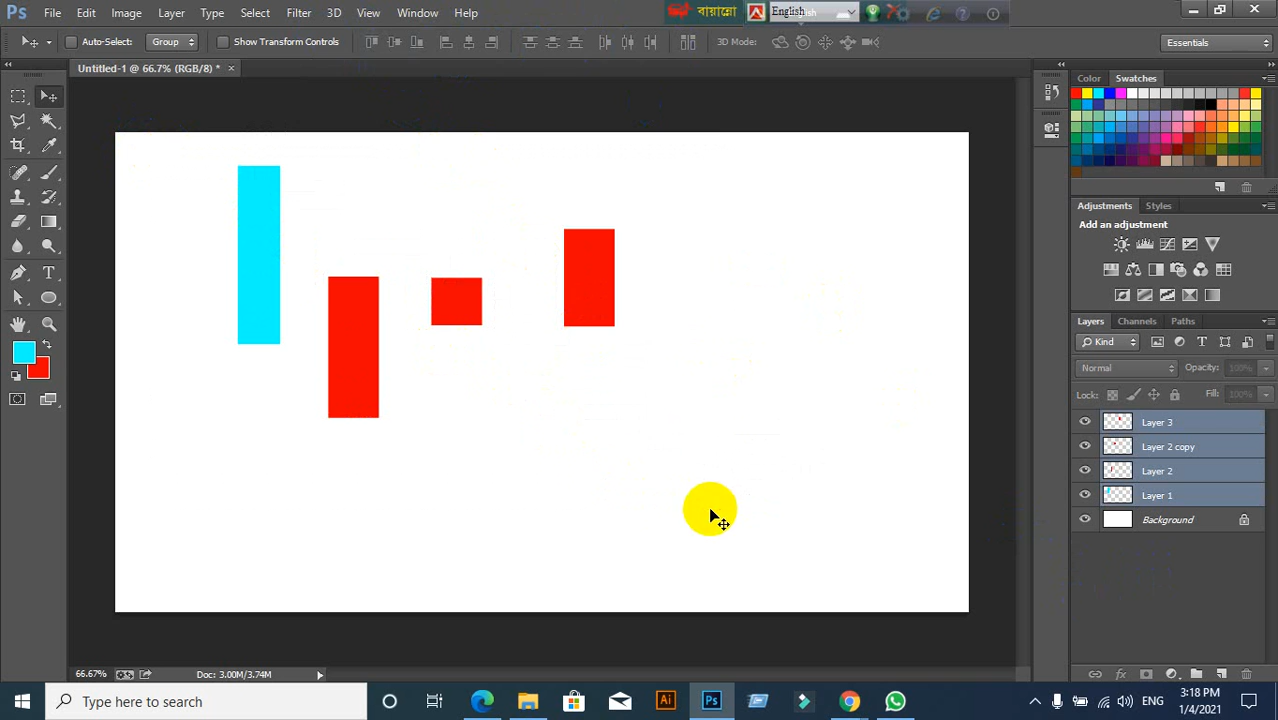 Ps File Edit Image Layer Type Select Filter 3D View Window Help
বায়ান্নো English
Auto-Select: Group Show Transform Controls 3D Mode: Essentials
Untitled-1 @ 66.7% (RGB/8) * ×
Color Swatches
Adjustments Styles
Add an adjustment
Layers Channels Paths
Kind
Normal Opacity: 100%
Lock: Fill: 100%
Layer 3
Layer 2 copy
Layer 2
Layer 1
Background
66.67% Doc: 3.00M/3.74M
Type here to search
Ai Ps
ENG
3:18 PM
1/4/2021